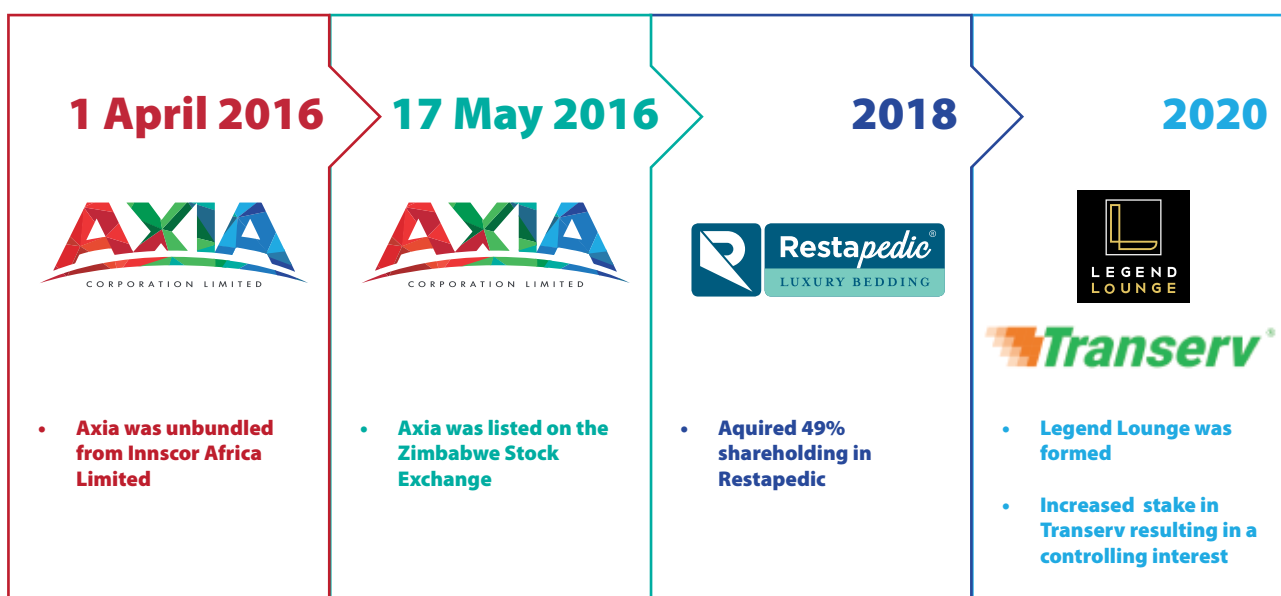 1 April 2016
AXIA
CORPORATION LIMITED
• Axia was unbundled
from Innscor Africa
Limited
17 May 2016
AXIA
CORPORATION LIMITED
• Axia was listed on the
Zimbabwe Stock
Exchange
2018
R
Restapedic®
LUXURY BEDDING
• Aquired 49%
shareholding in
Restapedic
2020
L
LEGEND
LOUNGE
Transerv®
• Legend Lounge was
formed
• Increased stake in
Transerv resulting in a
controlling interest